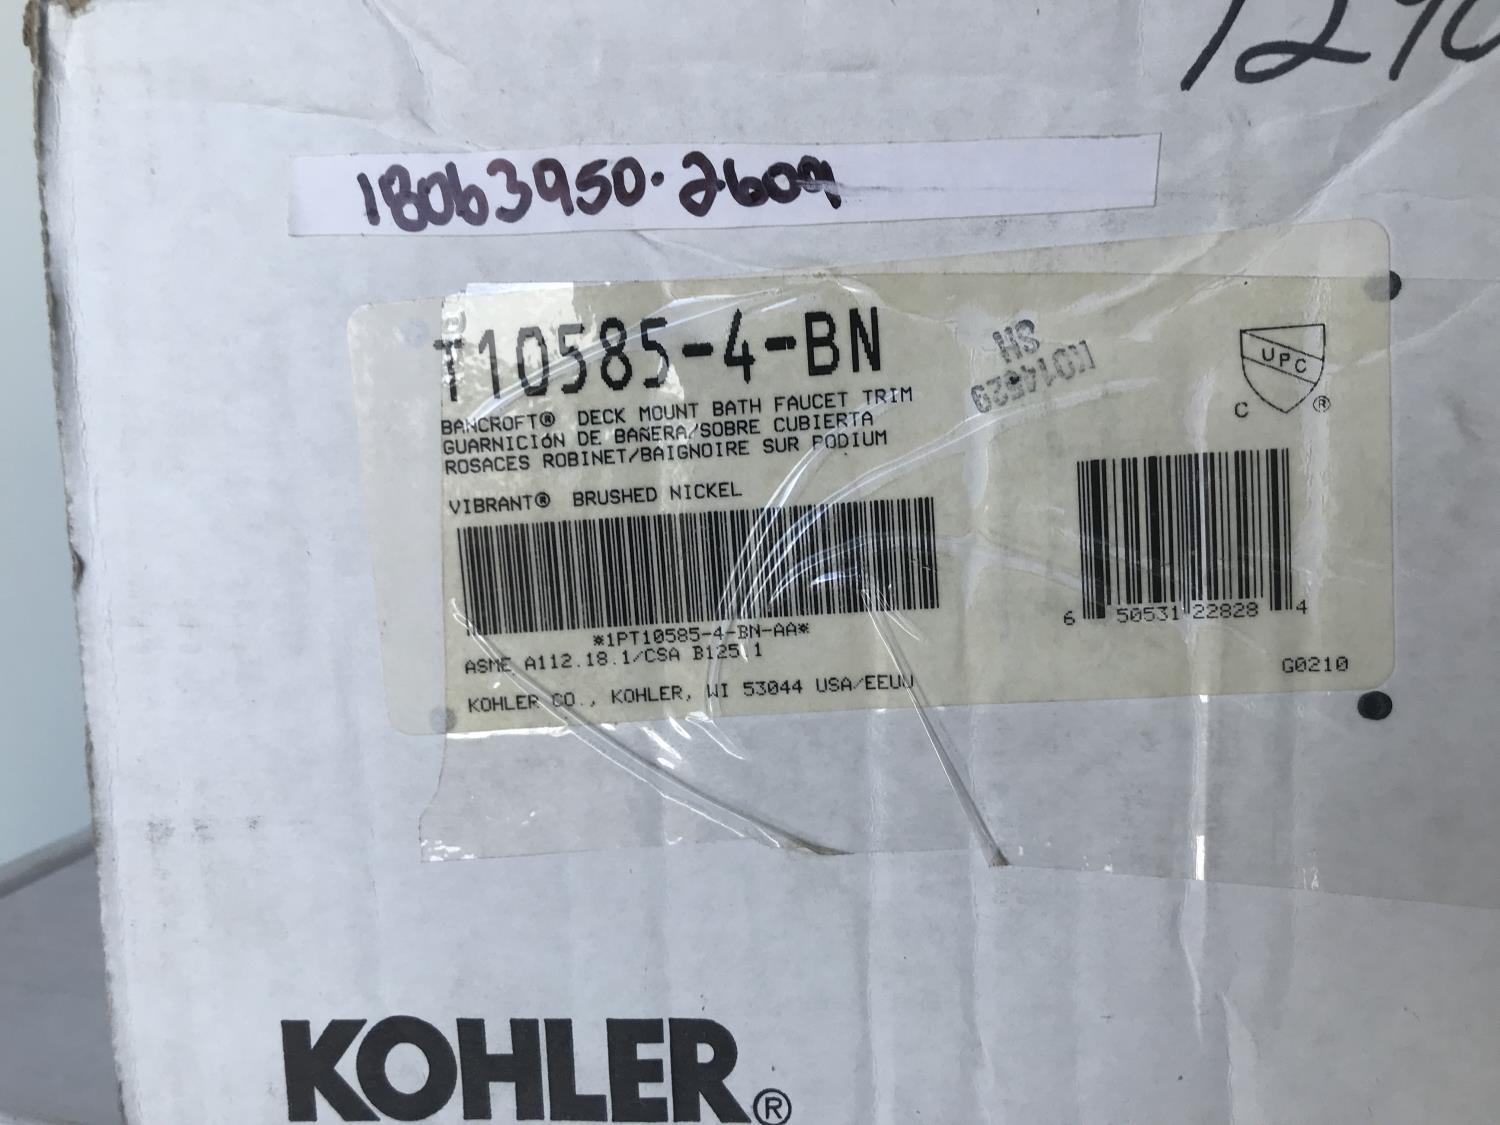 1290
18063950.2609
T10585-4-BN
BANCROFT® DECK MOUNT BATH FAUCET TRIM
GUARNICIÓN DE BAÑERA/SOBRE CUBIERTA
ROSACES ROBINET/BAIGNOIRE SUR PODIUM
VIBRANT® BRUSHED NICKEL
*1PT10585-4-BN-AA*
ASME A112.18.1/CSA B125.1
KOHLER CO., KOHLER, WI 53044 USA/EEUU
HS
K014529
UPC
C ®
6 50531 22828 4
G0210
KOHLER®